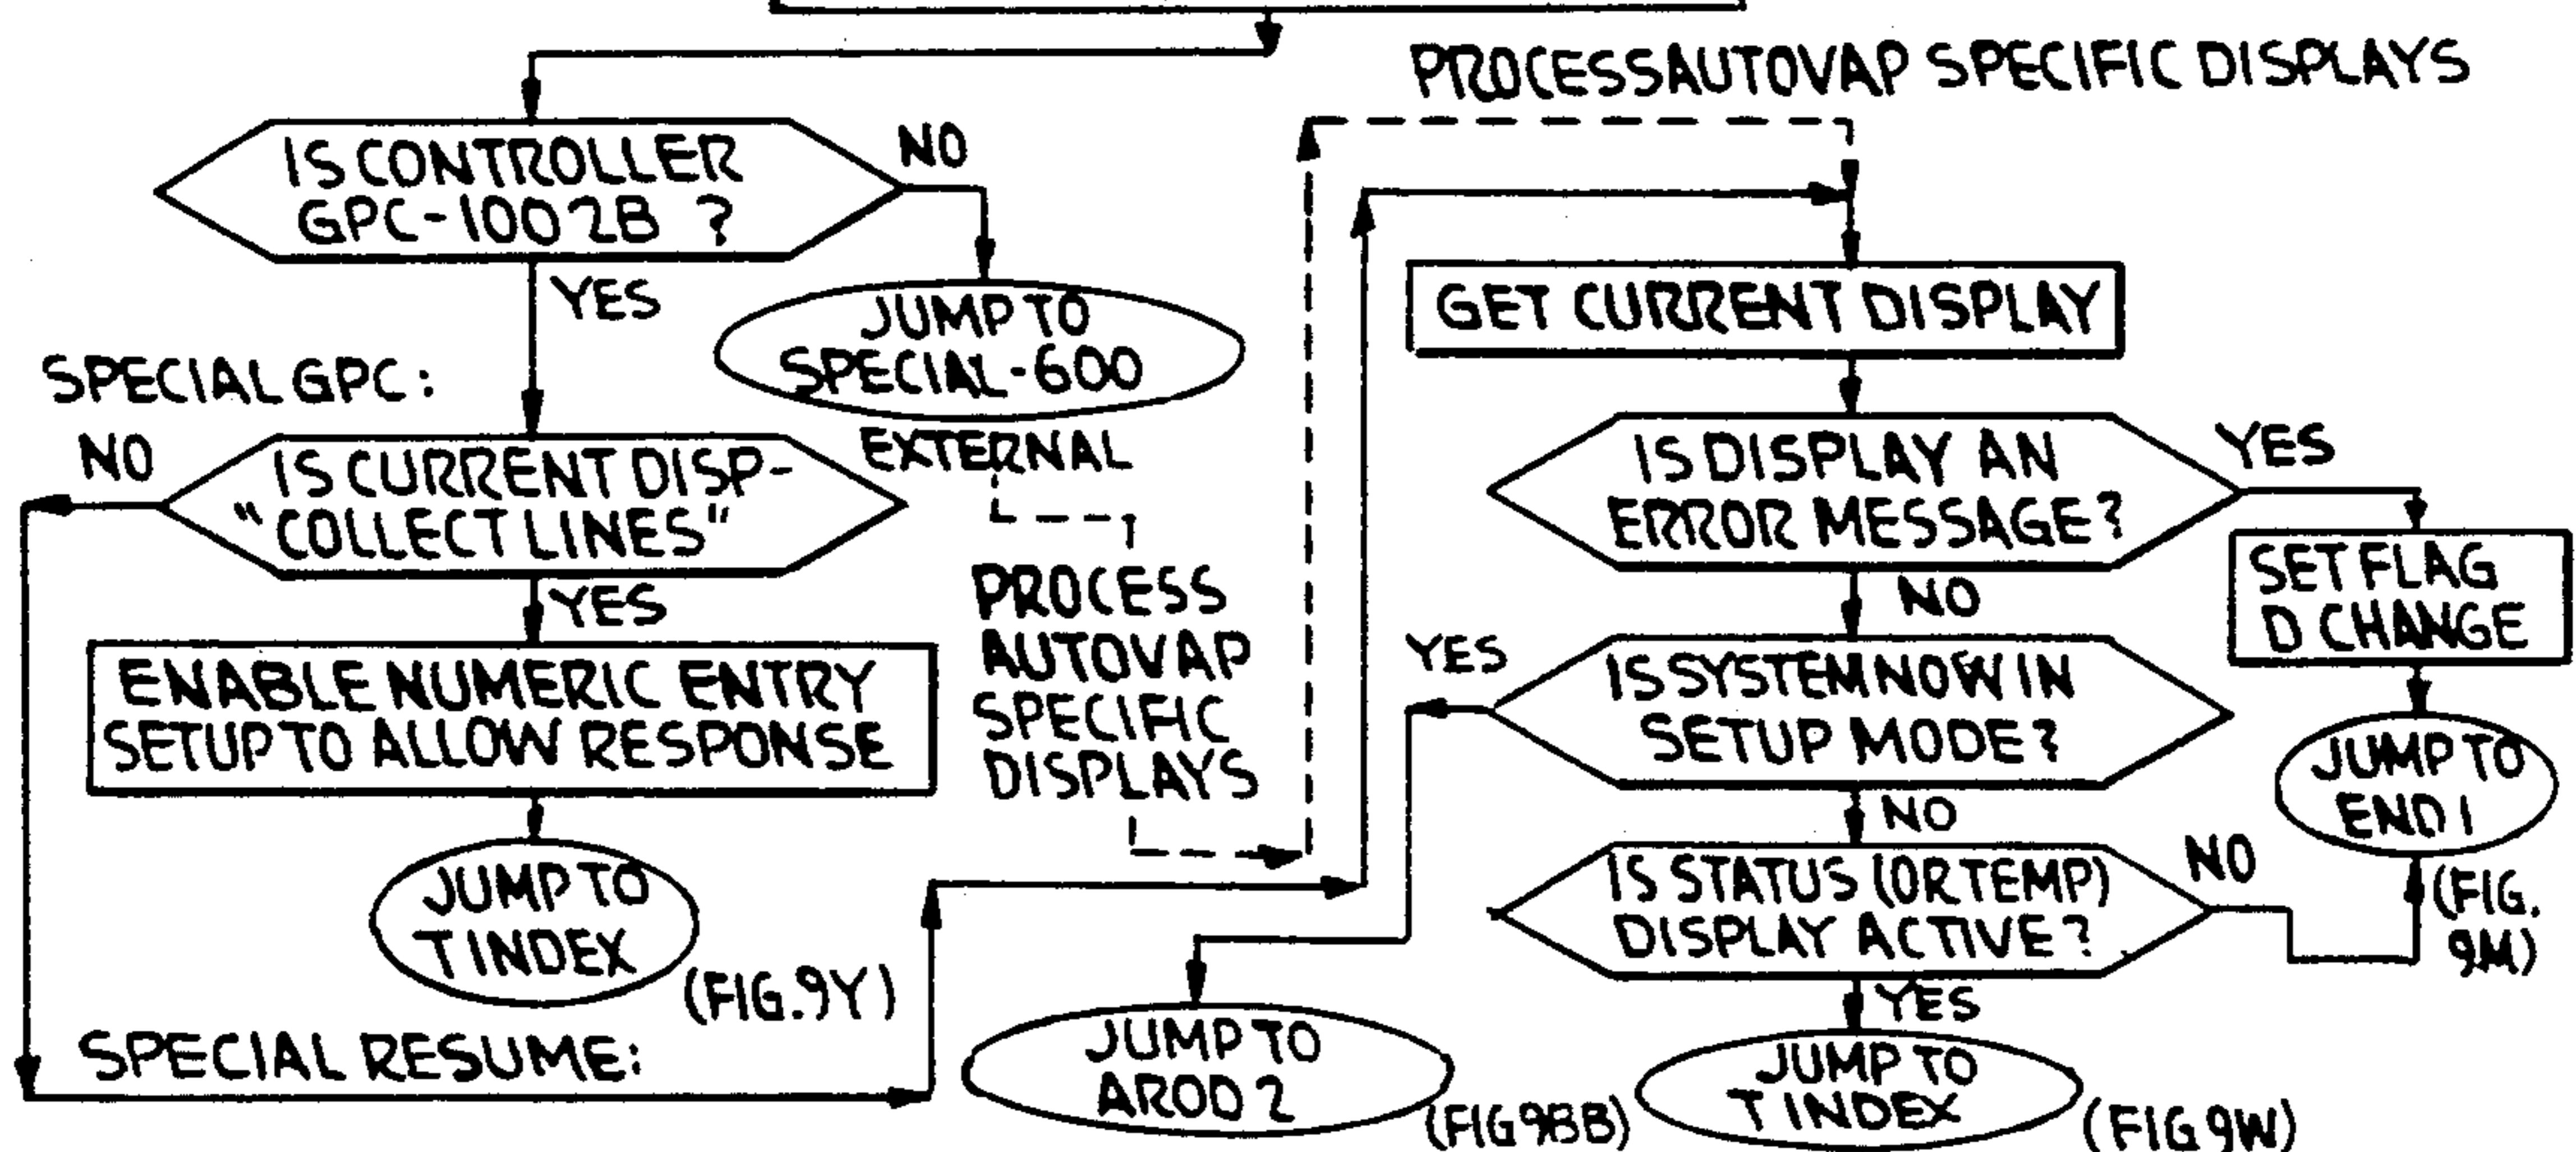 PROCESSAUTOVAP SPECIFIC DISPLAYS
IS CONTROLLER
GPC-1002B ?
NO
YES
JUMP TO
SPECIAL-600
EXTERNAL
SPECIAL GPC:
NO
IS CURRENT DISP-
"COLLECT LINES"
YES
ENABLE NUMERIC ENTRY
SETUP TO ALLOW RESPONSE
JUMP TO
T INDEX
(FIG.9Y)
SPECIAL RESUME:
PROCESS
AUTOVAP
SPECIFIC
DISPLAYS
GET CURRENT DISPLAY
IS DISPLAY AN
ERROR MESSAGE?
YES
SET FLAG
D CHANGE
JUMP TO
END 1
(FIG.
9M)
NO
IS SYSTEM NOW IN
SETUP MODE?
YES
JUMP TO
AROD 2
(FIG 9BB)
NO
IS STATUS (OR TEMP)
DISPLAY ACTIVE?
NO
YES
JUMP TO
T INDEX
(FIG 9W)